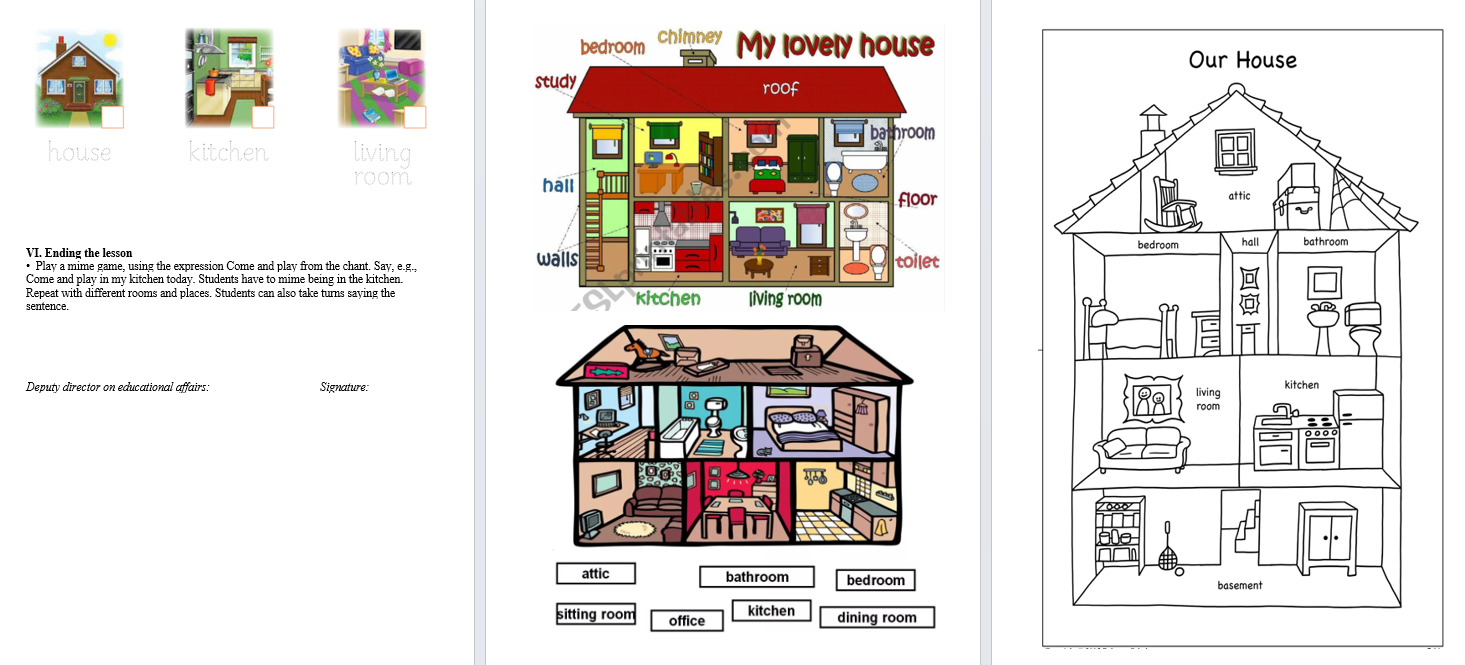 house
kitchen
living
room
VI. Ending the lesson
• Play a mime game, using the expression Come and play from the chant. Say, e.g.,
Come and play in my kitchen today. Students have to mime being in the kitchen.
Repeat with different rooms and places. Students can also take turns saying the
sentence.
Deputy director on educational affairs: Signature:
chimney
bedroom
My lovely house
study
roof
bathroom
hall
floor
walls
toilet
kitchen
living room
attic
bathroom
bedroom
sitting room
office
kitchen
dining room
Our House
attic
bedroom
hall
bathroom
living
room
kitchen
basement